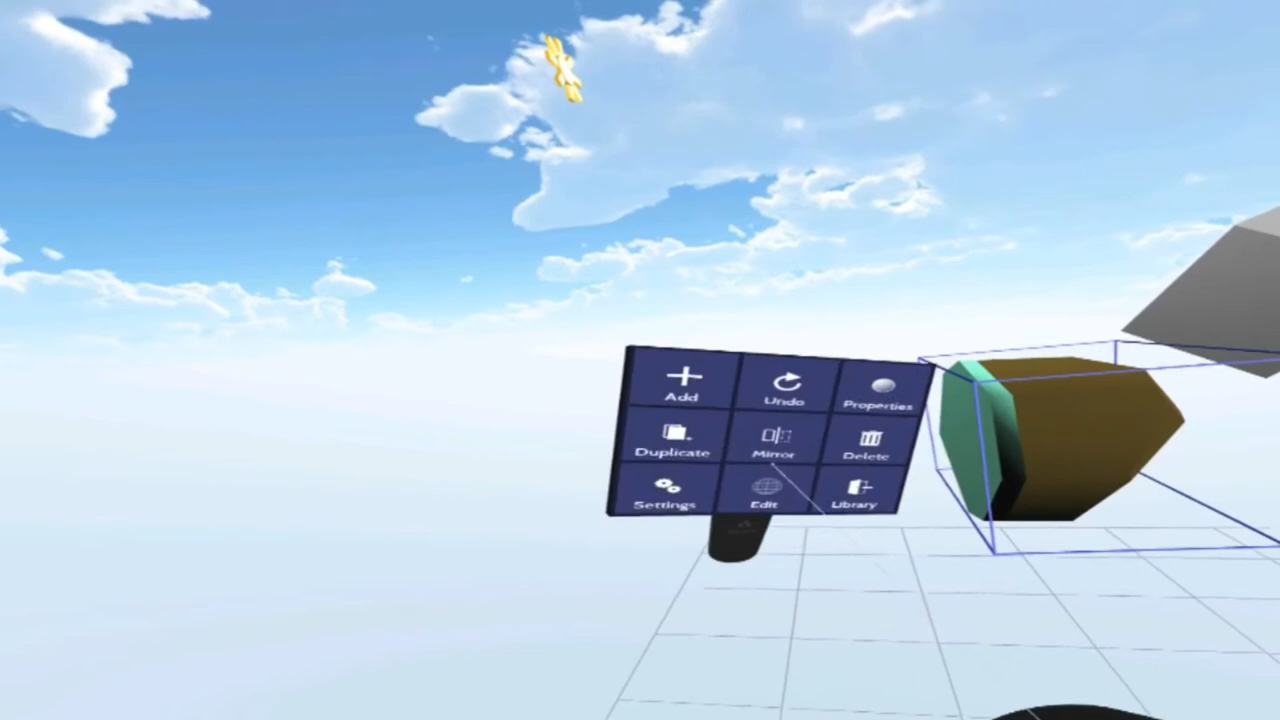 Add
Undo
Properties
Duplicate
Mirror
Delete
Settings
Edit
Library